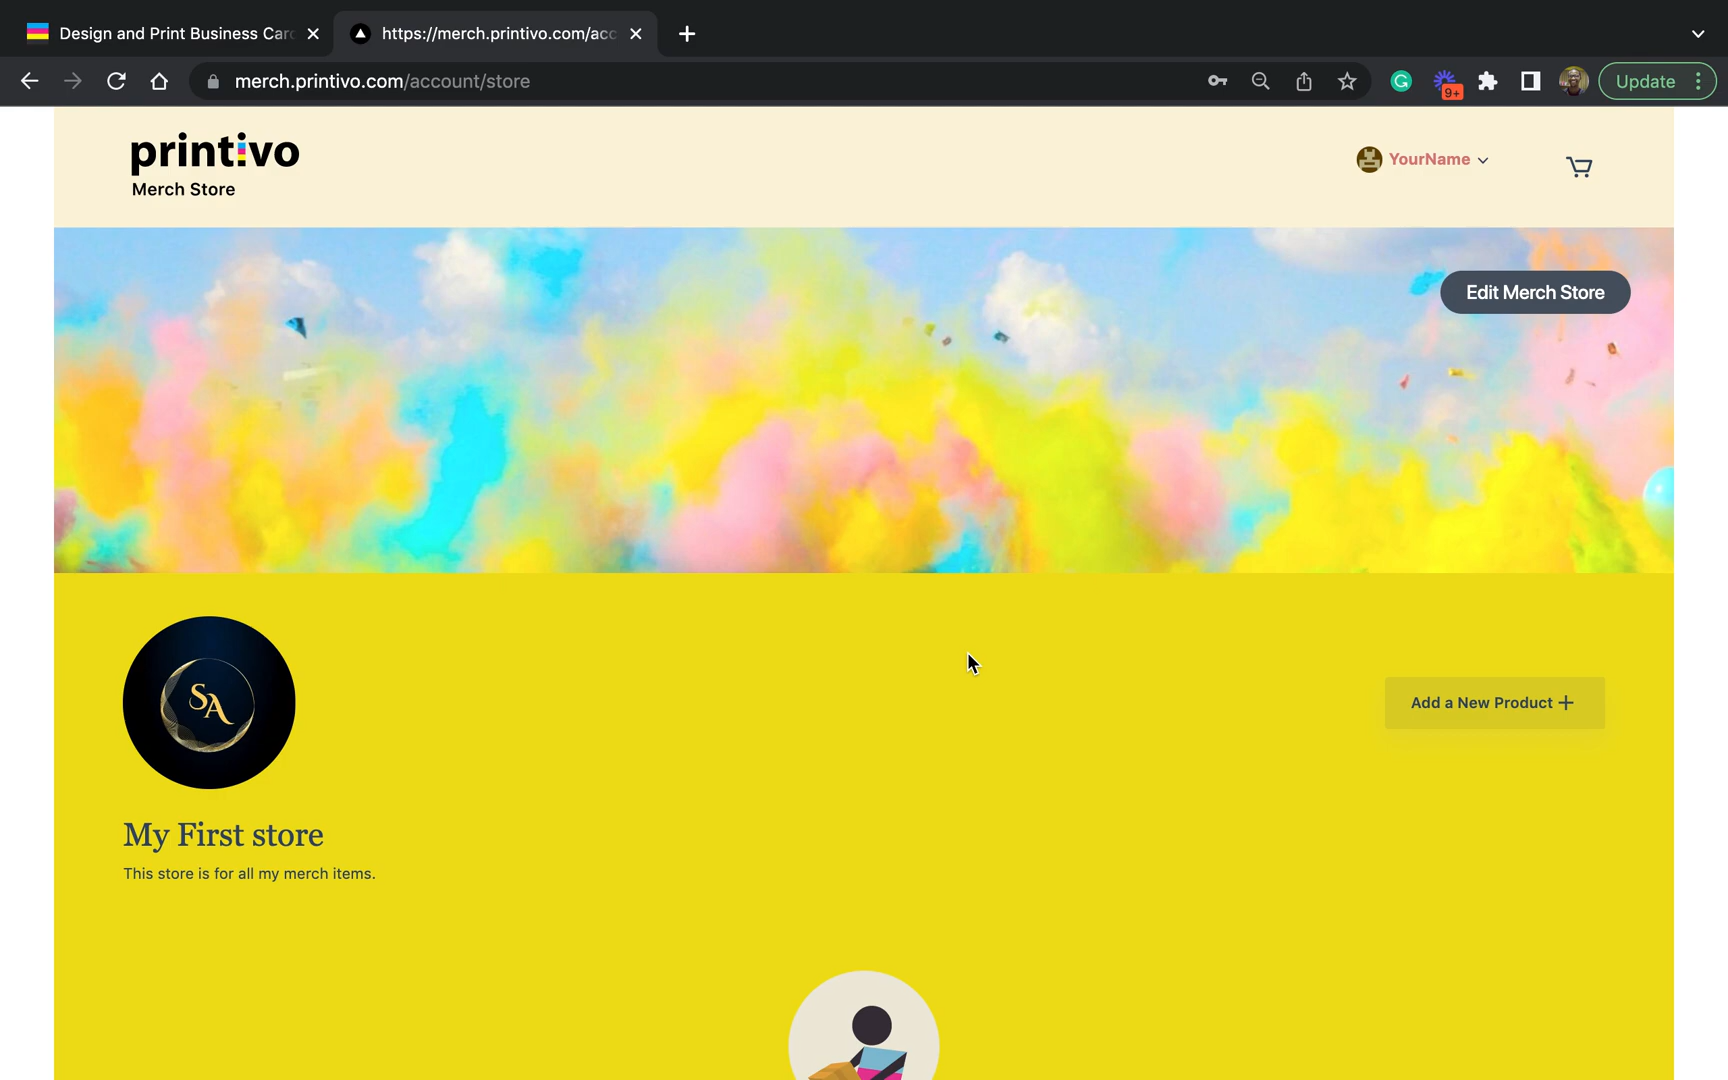 Design and Print Business Car
https://merch.printivo.com/acc
merch.printivo.com/account/store
9+
Update
printivo
Merch Store
YourName
Edit Merch Store
SA
Add a New Product +
My First store
This store is for all my merch items.